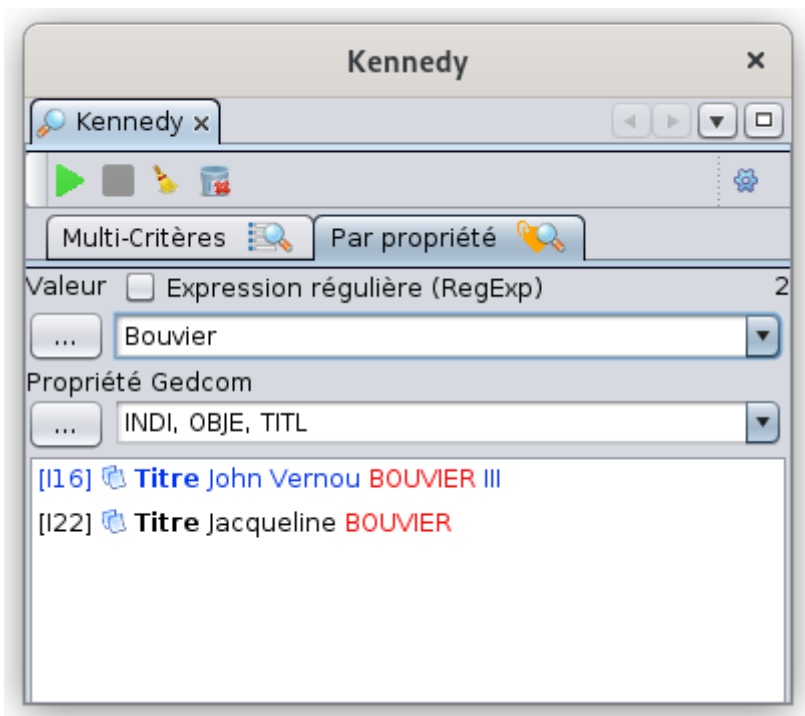 Kennedy
Kennedy
Multi-Critères Par propriété
Valeur Expression régulière (RegExp) 2
... Bouvier
Propriété Gedcom
... INDI, OBJE, TITL
[I16] Titre John Vernou BOUVIER III
[I22] Titre Jacqueline BOUVIER